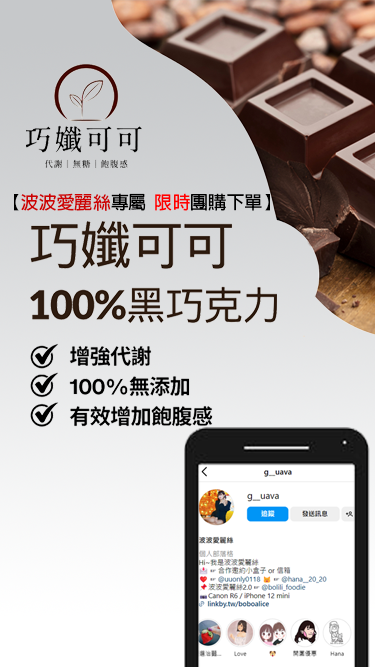 巧孅可可
代謝｜無糖｜飽腹感
【波波愛麗絲專屬 限時團購下單】
巧孅可可
100%黑巧克力
增強代謝
100%無添加
有效增加飽腹感
g__uava
g__uava
追蹤
發送訊息
波波愛麗絲
個人部落格
Hi~我是波波愛麗絲
合作邀約小盒子 or 信箱
@uuonly0118 @hana__20_20
波波愛麗絲2.0 @bolili_foodie
Canon R6 / iPhone 12 mini
linkby.tw/boboalice
Love
開團優惠
Hana